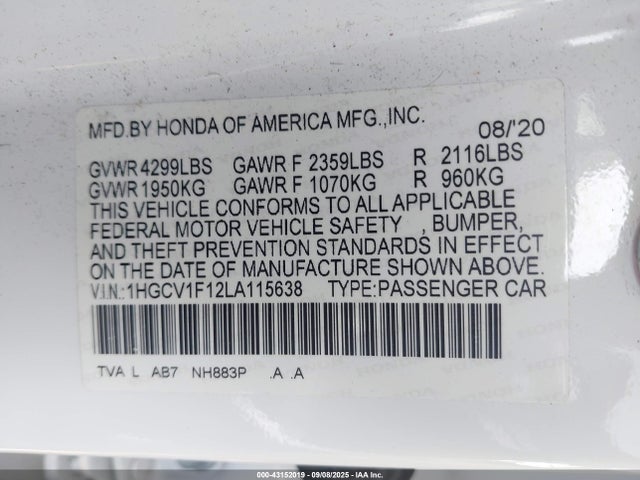 MFD.BY HONDA OF AMERICA MFG.,INC. 08/'20
GVWR 4299LBS GAWR F 2359LBS R 2116LBS
GVWR 1950KG GAWR F 1070KG R 960KG
THIS VEHICLE CONFORMS TO ALL APPLICABLE
FEDERAL MOTOR VEHICLE SAFETY , BUMPER,
AND THEFT PREVENTION STANDARDS IN EFFECT
ON THE DATE OF MANUFACTURE SHOWN ABOVE.
V.I.N.:1HGCV1F12LA115638 TYPE:PASSENGER CAR
TVA L AB7 NH883P .A .A
000-43152019 - 09/08/2025 - IAA Inc.